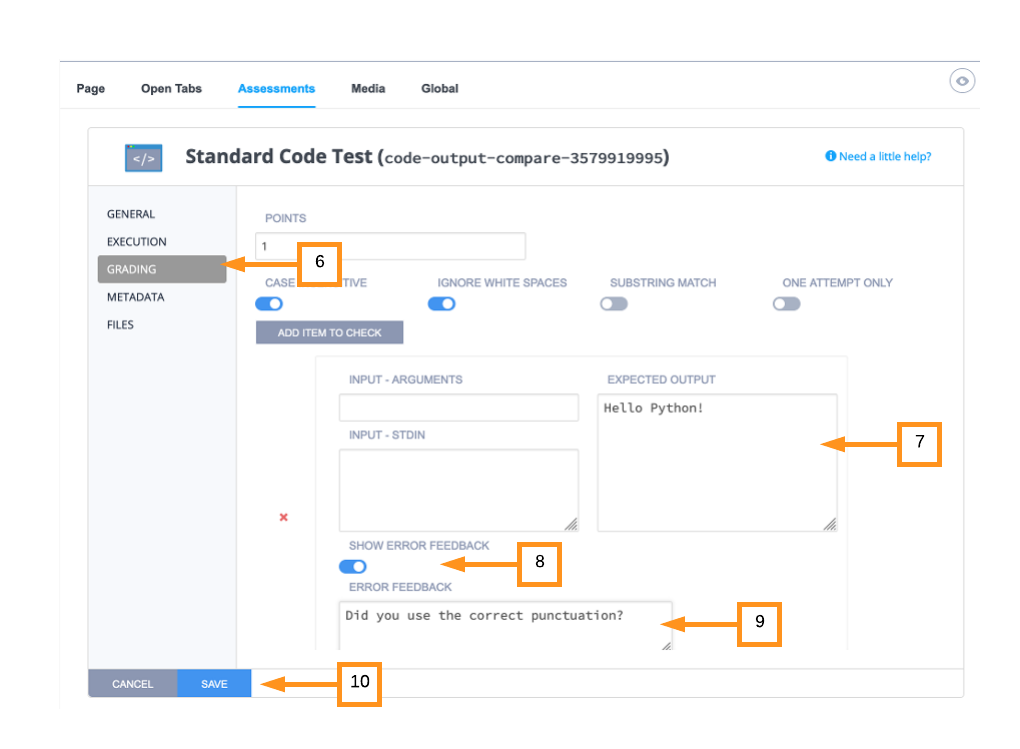 Page Open Tabs Assessments Media Global
</> Standard Code Test (code-output-compare-3579919995) Need a little help?
GENERAL
EXECUTION
GRADING
METADATA
FILES
POINTS
1
6
CASE TIVE IGNORE WHITE SPACES SUBSTRING MATCH ONE ATTEMPT ONLY
ADD ITEM TO CHECK
INPUT - ARGUMENTS
EXPECTED OUTPUT
Hello Python!
7
INPUT - STDIN
SHOW ERROR FEEDBACK
8
ERROR FEEDBACK
Did you use the correct punctuation?
9
CANCEL SAVE
10